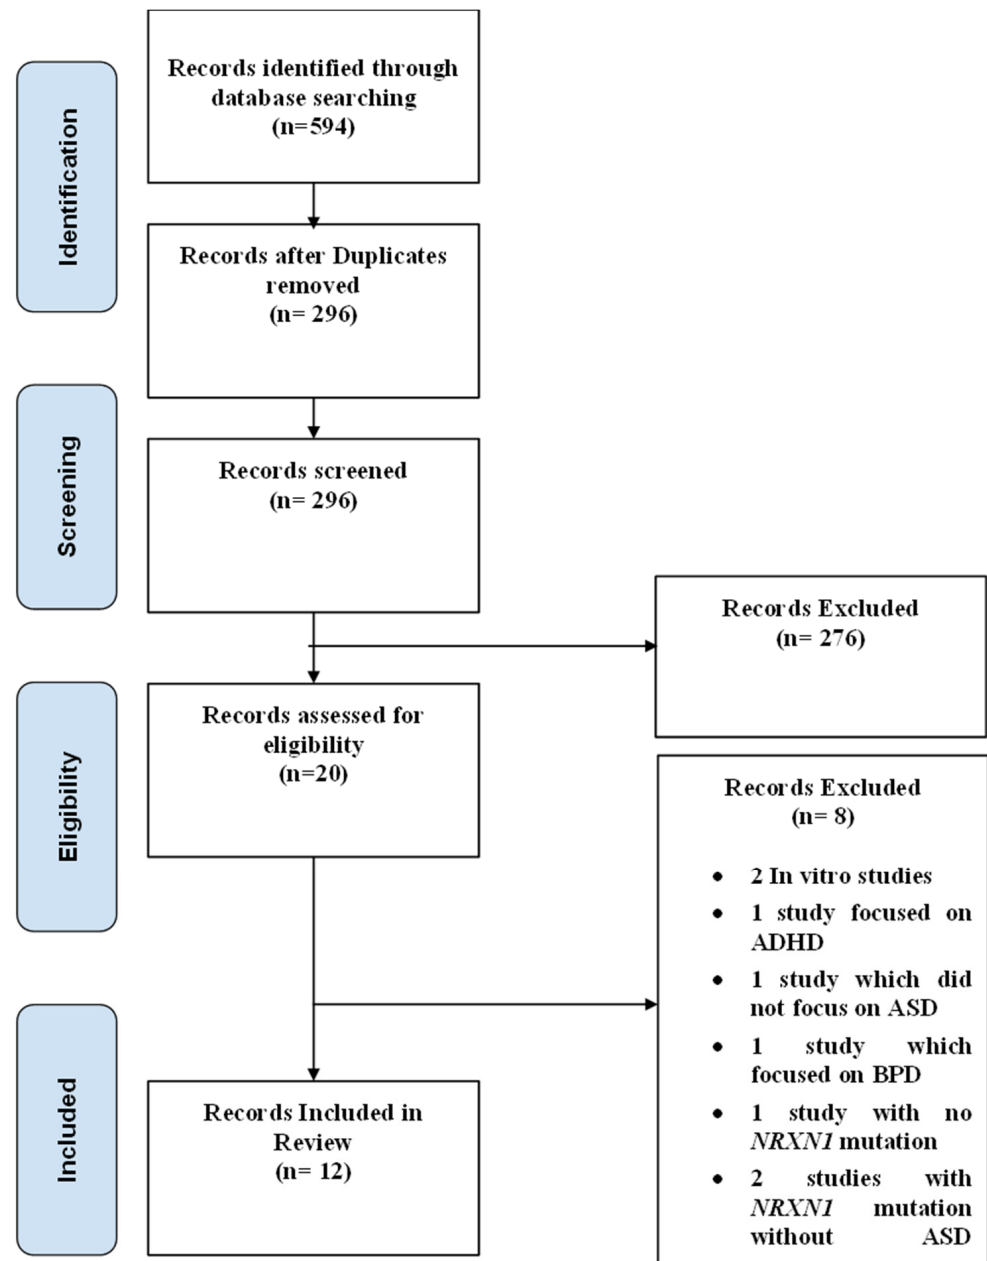 Identification
Records identified through
database searching
(n=594)
Records after Duplicates
removed
(n= 296)
Screening
Records screened
(n= 296)
Records Excluded
(n= 276)
Eligibility
Records assessed for
eligibility
(n=20)
Records Excluded
(n= 8)
• 2 In vitro studies
• 1 study focused on
ADHD
• 1 study which did
not focus on ASD
• 1 study which
focused on BPD
• 1 study with no
NRXN1 mutation
• 2 studies with
NRXN1 mutation
without ASD
Included
Records Included in
Review
(n= 12)